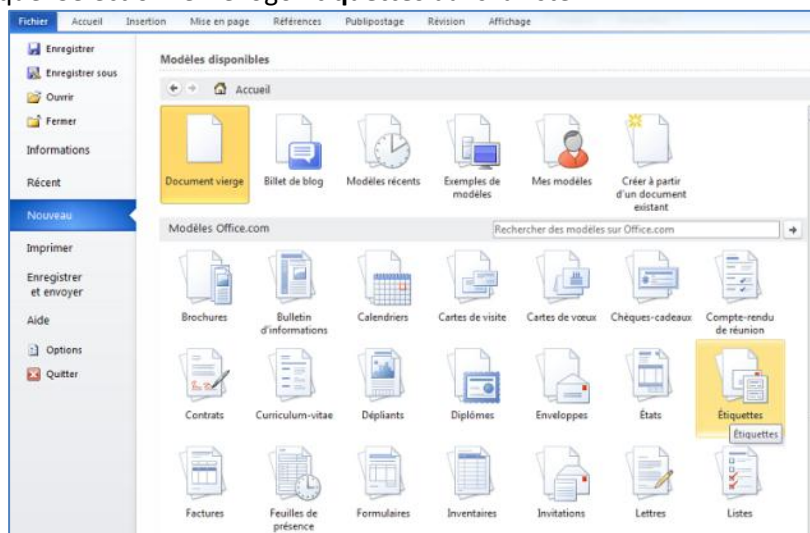 Fichier Accueil Insertion Mise en page Références Publipostage Révision Affichage
Enregistrer
Enregistrer sous
Ouvrir
Fermer
Informations
Récent
Nouveau
Imprimer
Enregistrer
et envoyer
Aide
Options
Quitter
Modèles disponibles
Accueil
Document vierge Billet de blog Modèles récents Exemples de Mes modèles Créer à partir
modèles d'un document
existant
Modèles Office.com Rechercher des modèles sur Office.com
Brochures Bulletin Calendriers Cartes de visite Cartes de vœux Chèques-cadeaux Compte-rendu
d'informations de réunion
Contrats Curriculum-vitae Dépliants Diplômes Enveloppes États Étiquettes
Étiquettes
Factures Feuilles de Formulaires Inventaires Invitations Lettres Listes
présence